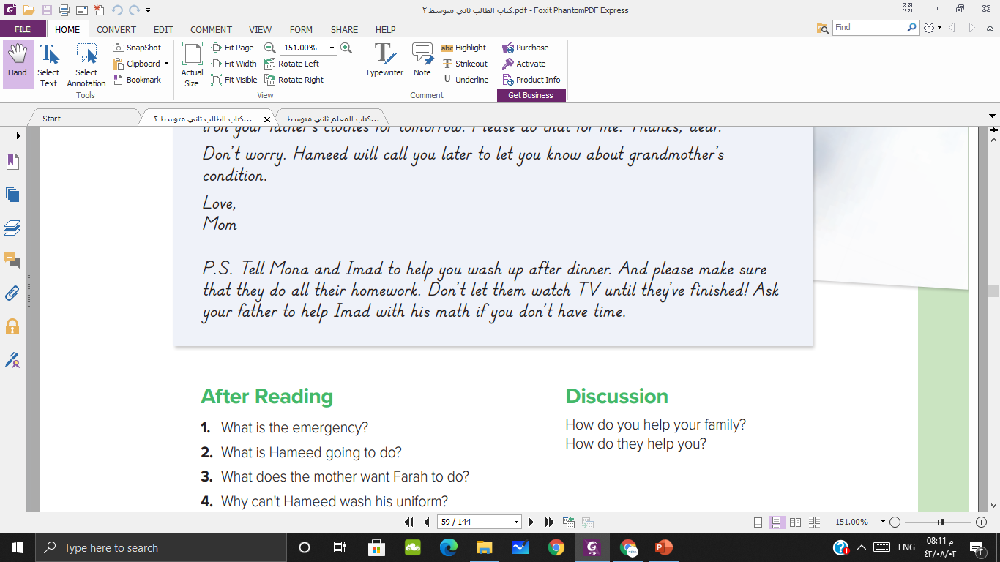 كتاب الطالب ثاني متوسط ٢.pdf - Foxit PhantomPDF Express
FILE HOME CONVERT EDIT COMMENT VIEW FORM SHARE HELP
Find
Hand
Select Text
Select Annotation
SnapShot
Clipboard
Bookmark
Tools
Actual Size
Fit Page
Fit Width
Fit Visible
151.00%
Rotate Left
Rotate Right
View
Typewriter
Note
abc Highlight
Strikeout
Underline
Comment
Purchase
Activate
Product Info
Get Business
Start
كتاب الطالب ثاني متوسط ٢...
كتاب المعلم ثاني متوسط...
iron your father's clothes for tomorrow. Please do that for me. Thanks, dear.
Don't worry. Hameed will call you later to let you know about grandmother's
condition.
Love,
Mom
P.S. Tell Mona and Imad to help you wash up after dinner. And please make sure
that they do all their homework. Don't let them watch TV until they've finished! Ask
your father to help Imad with his math if you don't have time.
After Reading
1. What is the emergency?
2. What is Hameed going to do?
3. What does the mother want Farah to do?
4. Why can't Hameed wash his uniform?
Discussion
How do you help your family?
How do they help you?
59 / 144
151.00%
Type here to search
ENG
08:11 م
٤٢/٠٨/٠٢